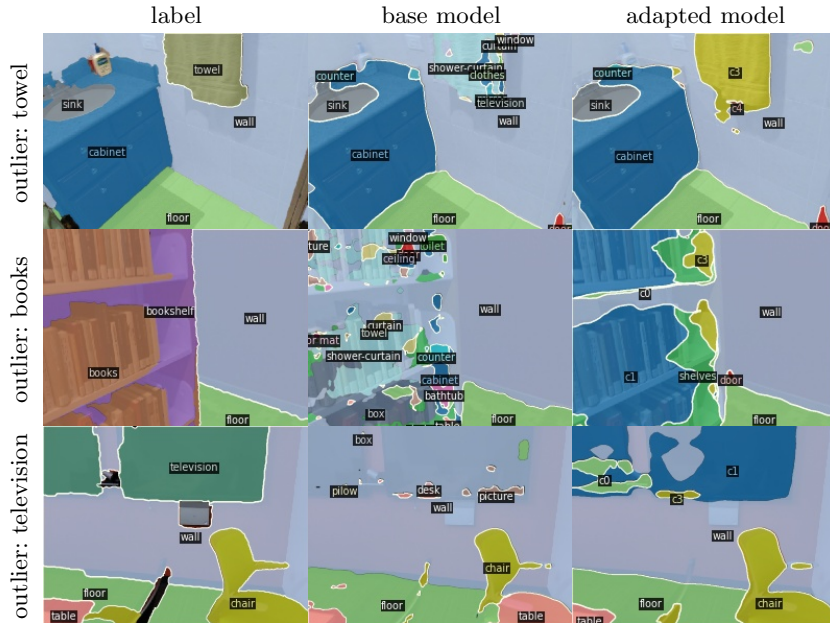 label
base model
adapted model
outlier: towel
towel
sink
wall
cabinet
floor
window
curtain
counter
shower-curtain
clothes
television
wall
cabinet
floor
counter
c3
sink
c4
wall
cabinet
floor
outlier: books
bookshelf
wall
books
floor
ture
window
toilet
ceiling
wall
curtain
towel
or mat
shower-curtain
counter
cabinet
bathtub
box
floor
table
c3
c0
wall
c1
shelves
door
floor
outlier: television
television
wall
floor
chair
table
box
pilow
desk
picture
wall
chair
floor
table
c1
c0
c3
wall
floor
chair